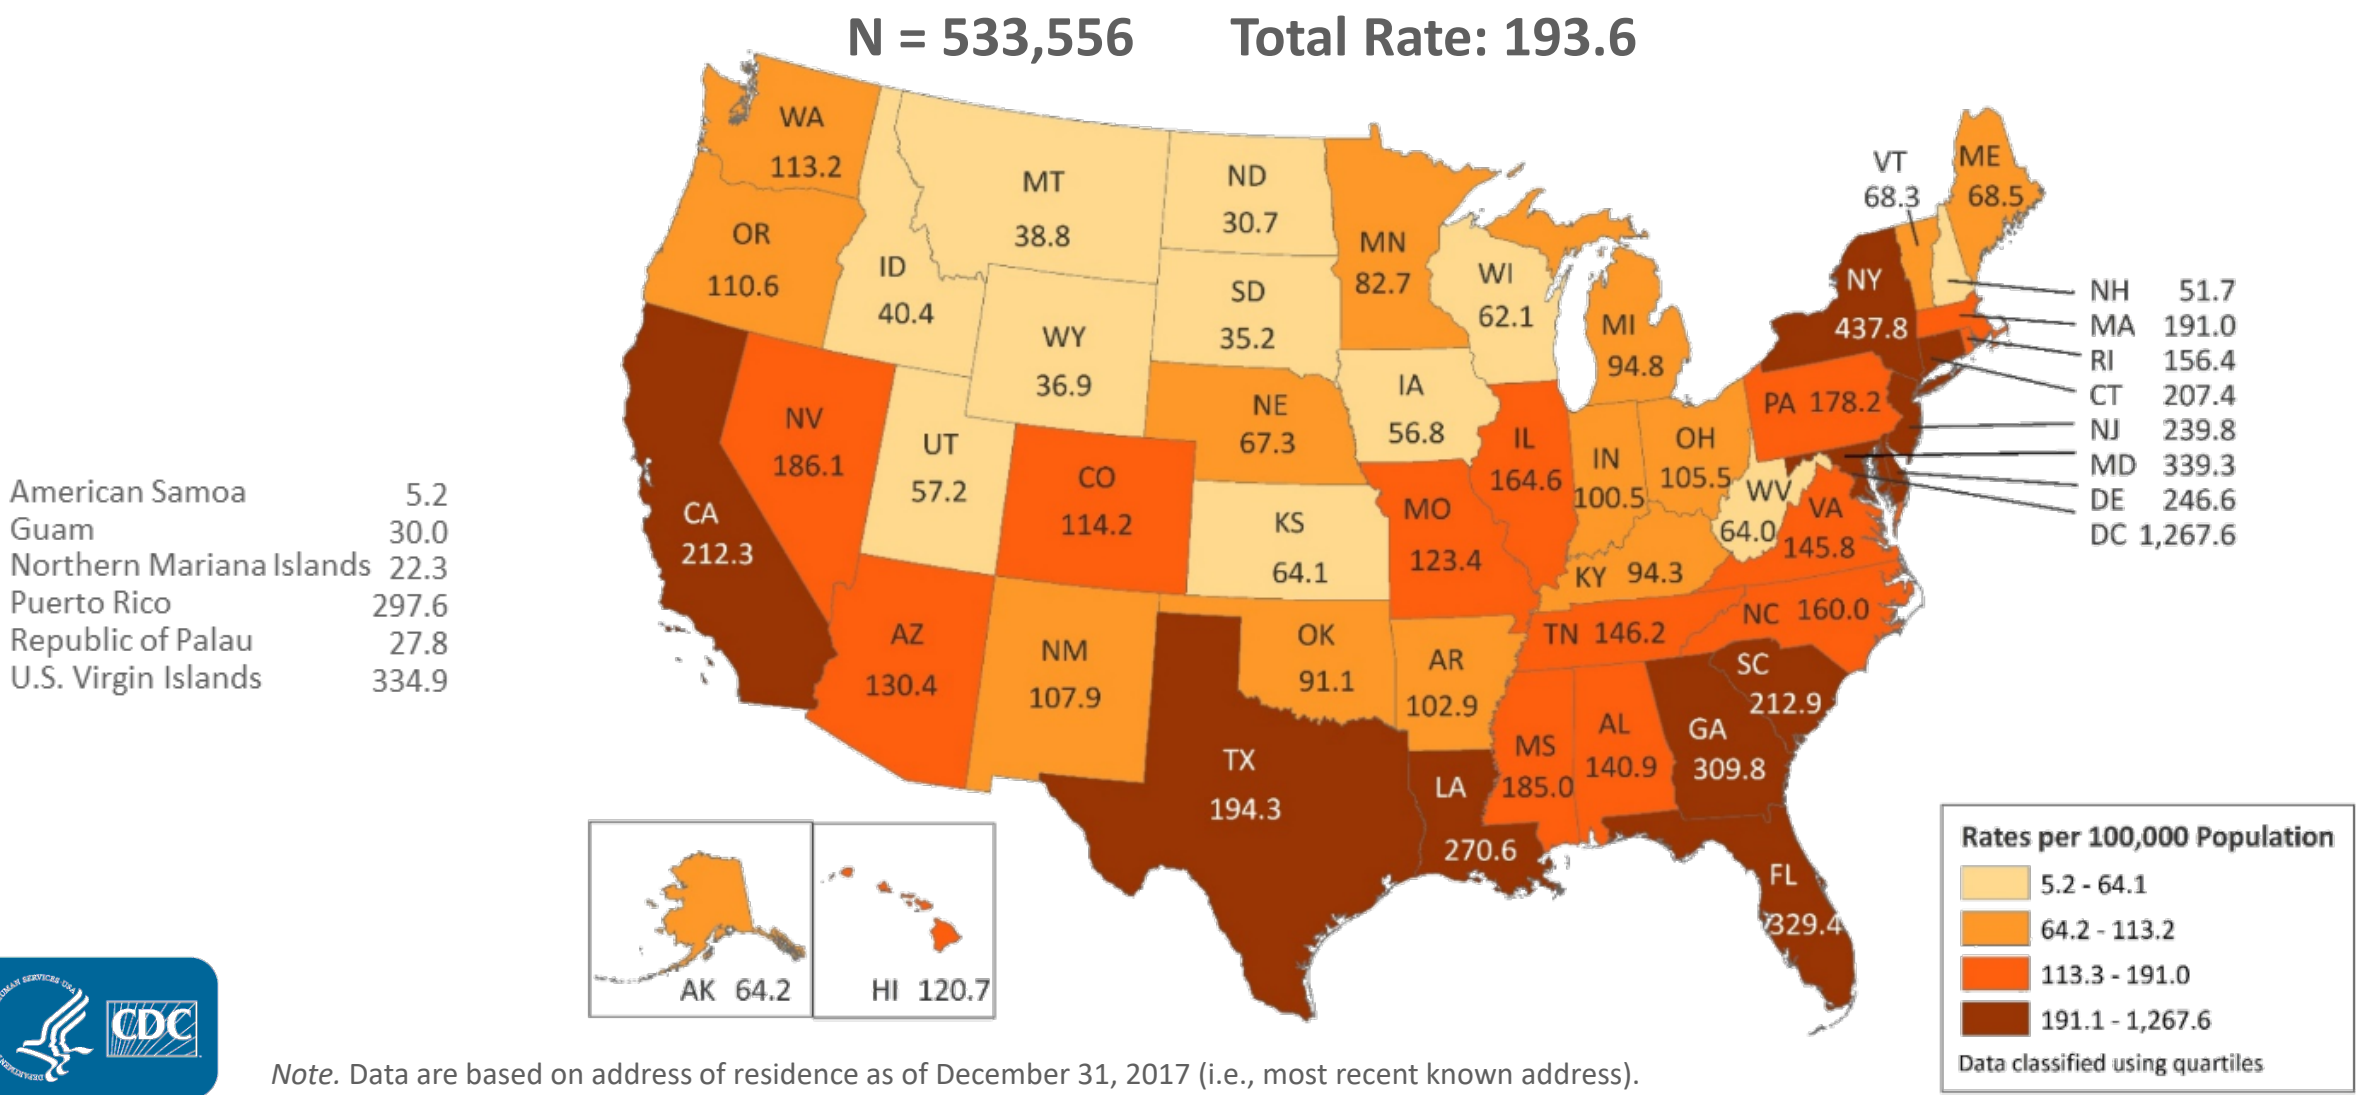 N = 533,556 Total Rate: 193.6
WA
113.2
OR
110.6
CA
212.3
NV
186.1
ID
40.4
MT
38.8
WY
36.9
UT
57.2
CO
114.2
AZ
130.4
NM
107.9
ND
30.7
SD
35.2
NE
67.3
KS
64.1
OK
91.1
TX
194.3
MN
82.7
IA
56.8
MO
123.4
AR
102.9
LA
270.6
WI
62.1
IL
164.6
MI
94.8
IN
100.5
OH
105.5
KY 94.3
TN 146.2
MS
185.0
AL
140.9
GA
309.8
FL
329.4
SC
212.9
NC 160.0
VA
145.8
WV
64.0
PA 178.2
NY
437.8
VT
68.3
ME
68.5
NH 51.7
MA 191.0
RI 156.4
CT 207.4
NJ 239.8
MD 339.3
DE 246.6
DC 1,267.6
American Samoa 5.2
Guam 30.0
Northern Mariana Islands 22.3
Puerto Rico 297.6
Republic of Palau 27.8
U.S. Virgin Islands 334.9
AK 64.2
HI 120.7
Rates per 100,000 Population
5.2 - 64.1
64.2 - 113.2
113.3 - 191.0
191.1 - 1,267.6
Data classified using quartiles
CDC
Note. Data are based on address of residence as of December 31, 2017 (i.e., most recent known address).